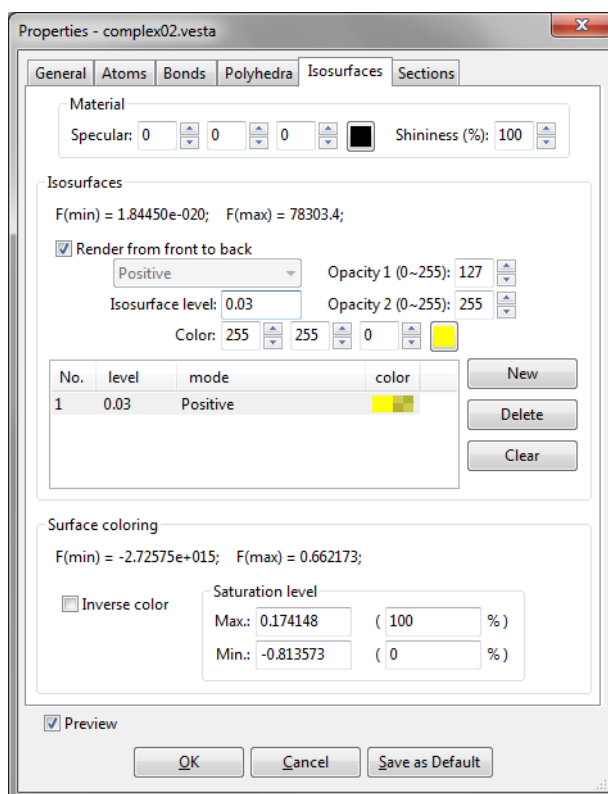 Properties - complex02.vesta
General Atoms Bonds Polyhedra Isosurfaces Sections
Material
Specular: 0 0 0 Shininess (%): 100
Isosurfaces
F(min) = 1.84450e-020; F(max) = 78303.4;
Render from front to back
Positive Opacity 1 (0~255): 127
Isosurface level: 0.03 Opacity 2 (0~255): 255
Color: 255 255 0
No. level mode color
1 0.03 Positive
New
Delete
Clear
Surface coloring
F(min) = -2.72575e+015; F(max) = 0.662173;
Inverse color
Saturation level
Max.: 0.174148 ( 100 % )
Min.: -0.813573 ( 0 % )
Preview
OK Cancel Save as Default